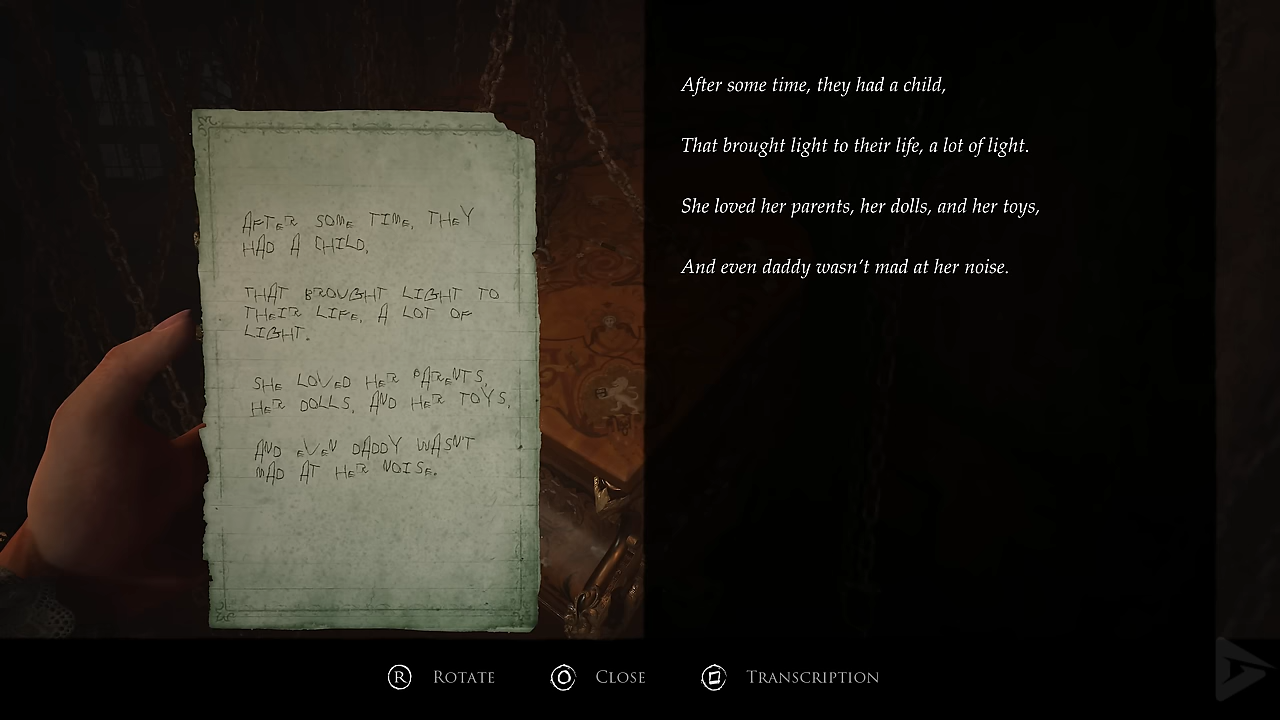 AFTER SOME TIME, THEY
HAD A CHILD,
THAT BROUGHT LIGHT TO
THEIR LIFE, A LOT OF
LIGHT.
SHE LOVED HER PARENTS,
HER DOLLS, AND HER TOYS,
AND EVEN DADDY WASN'T
MAD AT HER NOISE.
After some time, they had a child,
That brought light to their life, a lot of light.
She loved her parents, her dolls, and her toys,
And even daddy wasn't mad at her noise.
R ROTATE CLOSE TRANSCRIPTION